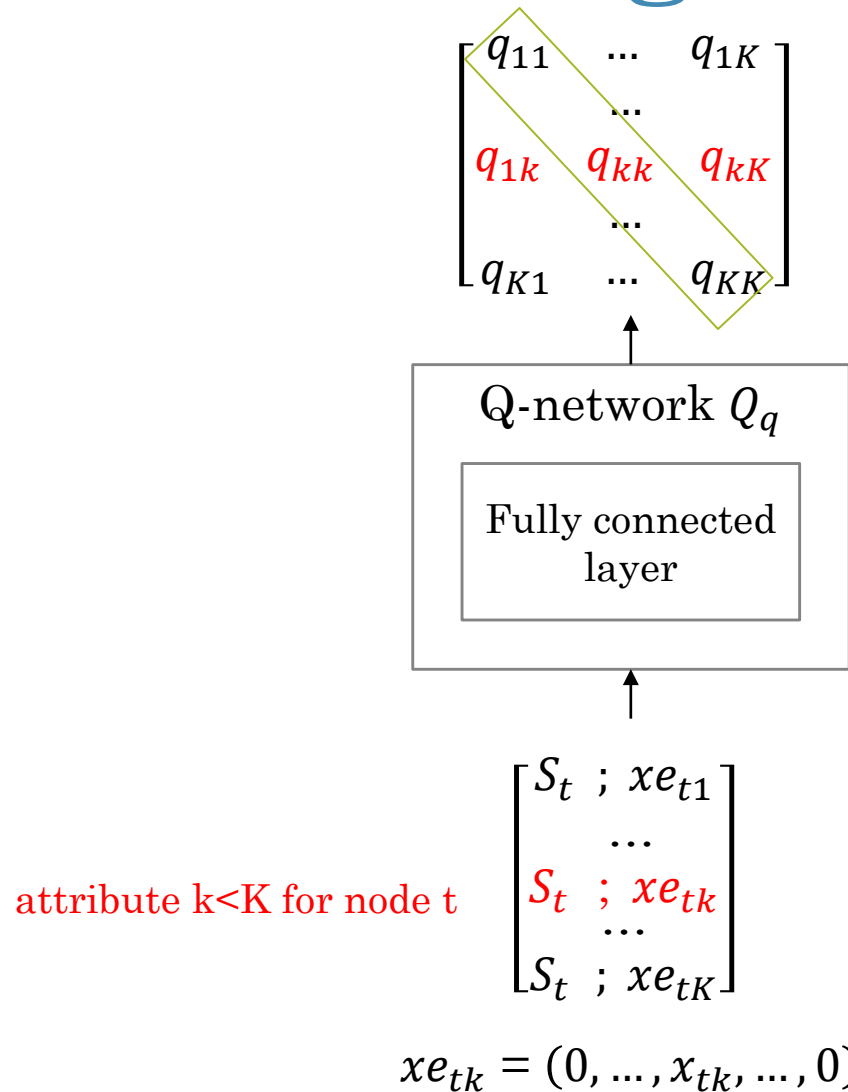 q₁₁ ... q₁K
...
q₁k qkk qkK
...
qK₁ ... qKK
Q-network Qq
Fully connected
layer
Sₜ ; xeₜ₁
...
attribute k<K for node t Sₜ ; xeₜk
...
Sₜ ; xeₜK
xeₜk = (0, ..., xₜk, ..., 0)